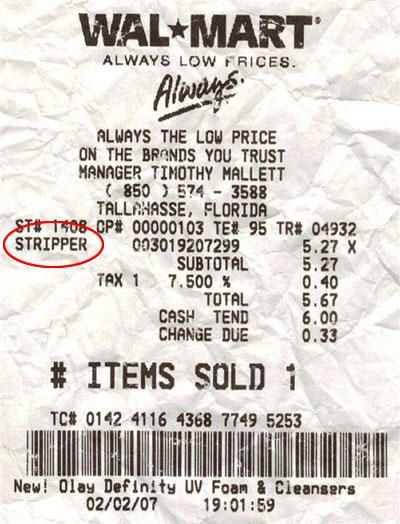 WAL★MART®
ALWAYS LOW PRICES.
Always.
ALWAYS THE LOW PRICE
ON THE BRANDS YOU TRUST
MANAGER TIMOTHY MALLETT
( 850 ) 574 - 3588
TALLAHASSE, FLORIDA
ST# 1408 CP# 00000103 TE# 95 TR# 04932
STRIPPER 003019207299 5.27 X
SUBTOTAL 5.27
TAX 1 7.500 % 0.40
TOTAL 5.67
CASH TEND 6.00
CHANGE DUE 0.33
# ITEMS SOLD 1
TC# 0142 4116 4368 7749 5253
New! Olay Definity UV Foam & Cleansers
02/02/07 19:01:59